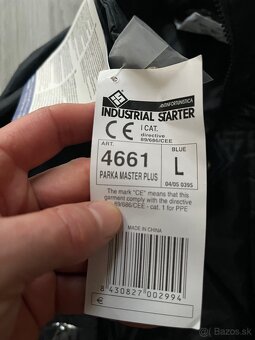 ANTINFORTUNISTICA
INDUSTRIAL STARTER
CE I CAT.
directive
89/686/CEE
ART.
4661
PARKA MASTER PLUS
BLUE
L
04/05 0395
The mark "CE" means that this
garment comply with the directive
89/686/CEE - cat. 1 for PPE
MADE IN CHINA
8 430827 002994
€
bazos.sk